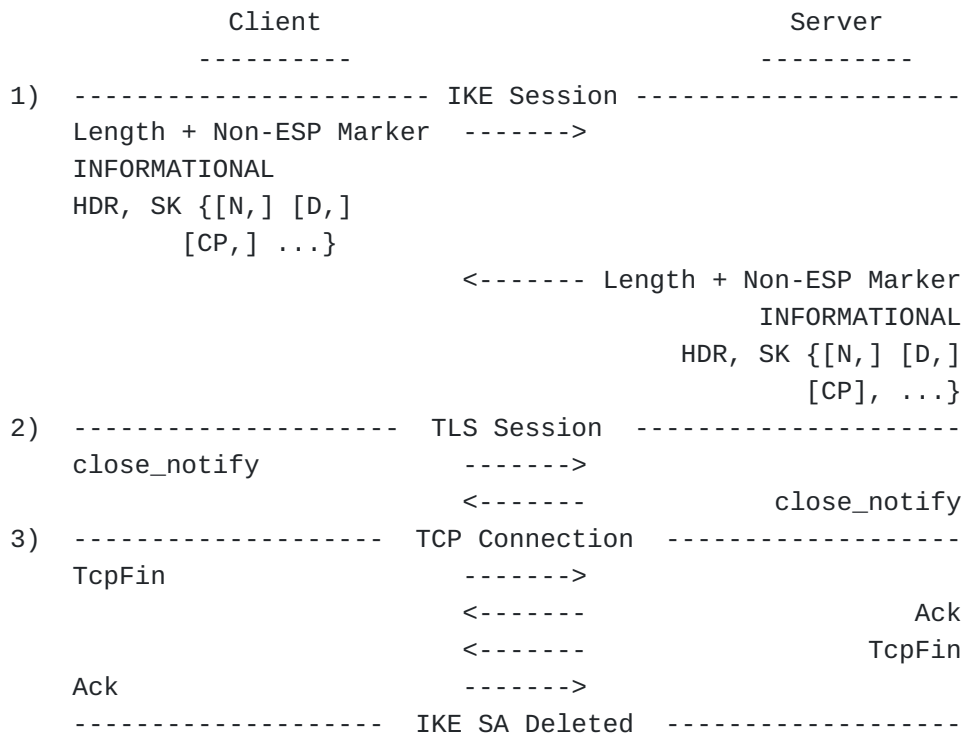 Client                              Server
            ----------                          ----------
1)  ----------------------- IKE Session ---------------------
    Length + Non-ESP Marker  ------->
    INFORMATIONAL
    HDR, SK {[N,] [D,]
           [CP,] ...}
                             <------- Length + Non-ESP Marker
                                                INFORMATIONAL
                                           HDR, SK {[N,] [D,]
                                                   [CP], ...}
2)  ---------------------  TLS Session  ---------------------
    close_notify             ------->
                             <-------            close_notify
3)  --------------------  TCP Connection  -------------------
    TcpFin                   ------->
                             <-------                     Ack
                             <-------                  TcpFin
    Ack                      ------->
    --------------------  IKE SA Deleted  -------------------